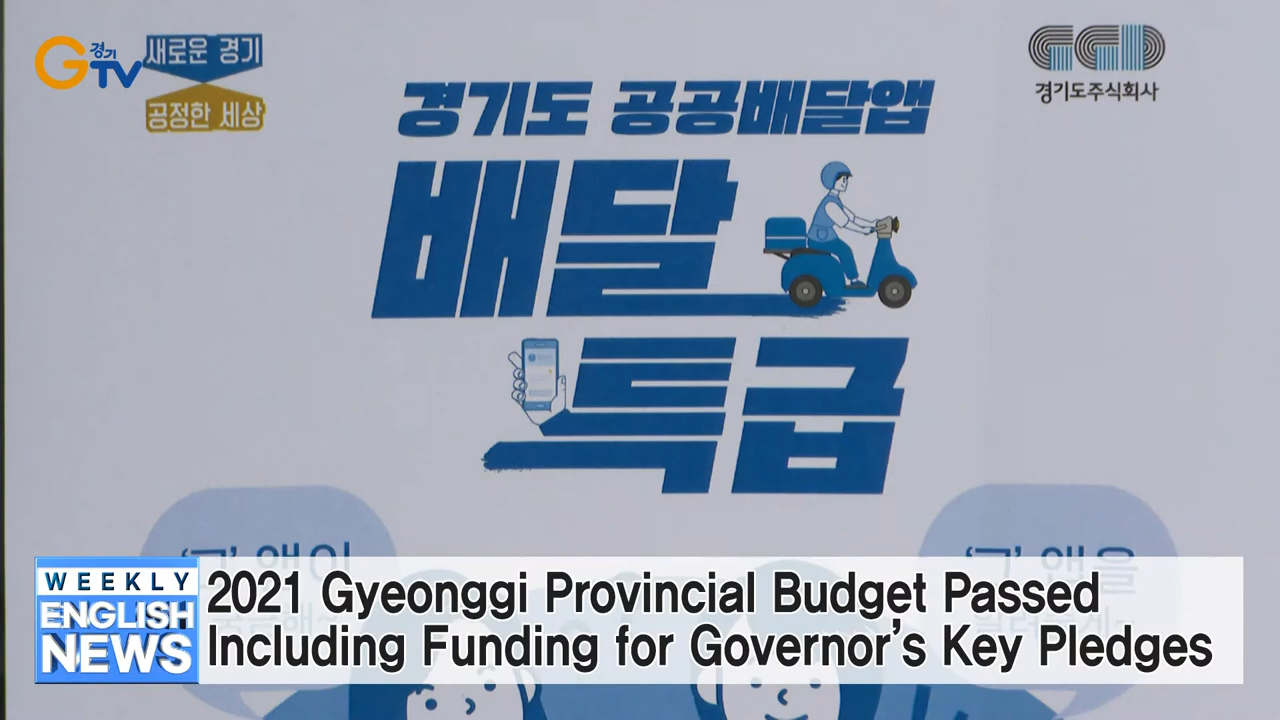 G 경기 TV
새로운 경기
공정한 세상
GGD
경기도주식회사
경기도 공공배달앱
배달
특급
WEEKLY
ENGLISH
NEWS
2021 Gyeonggi Provincial Budget Passed
Including Funding for Governor's Key Pledges